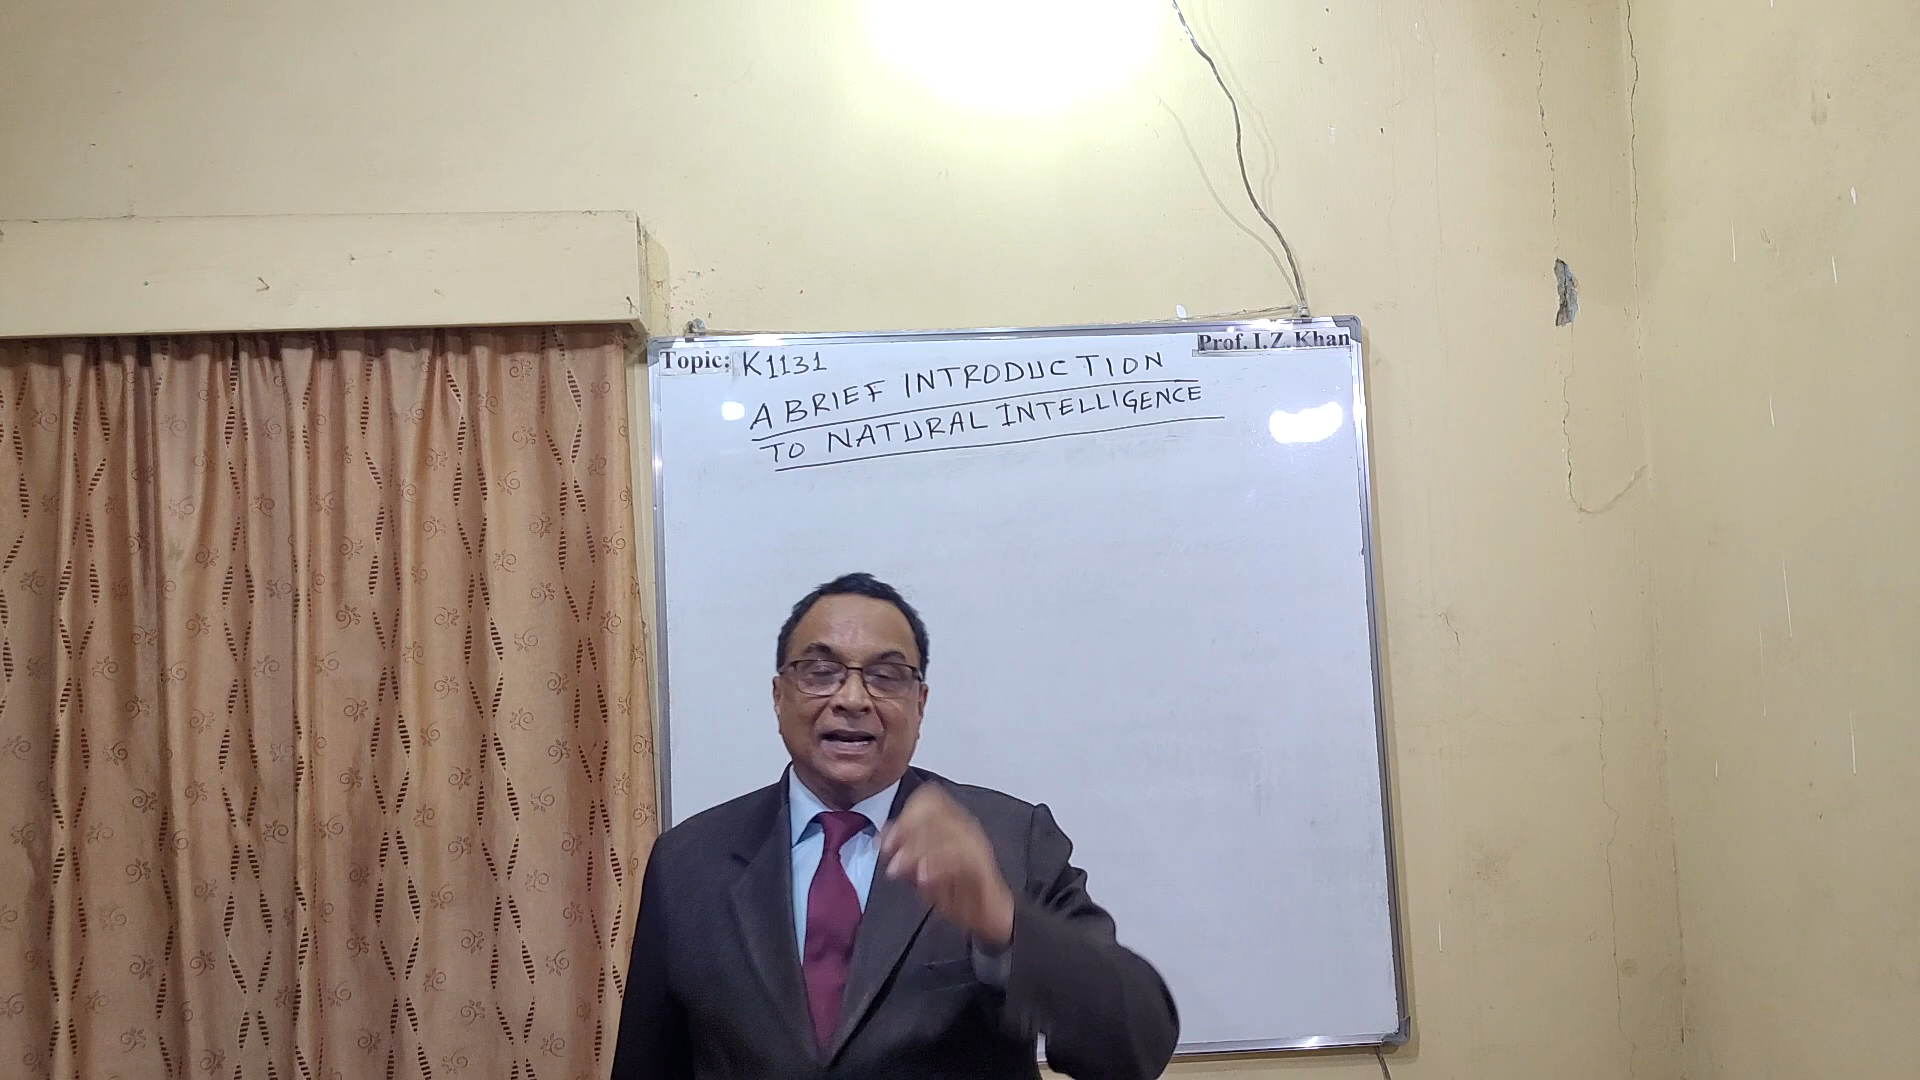 Topic: K1131
Prof. I.Z. Khan
A BRIEF INTRODUCTION
TO NATURAL INTELLIGENCE